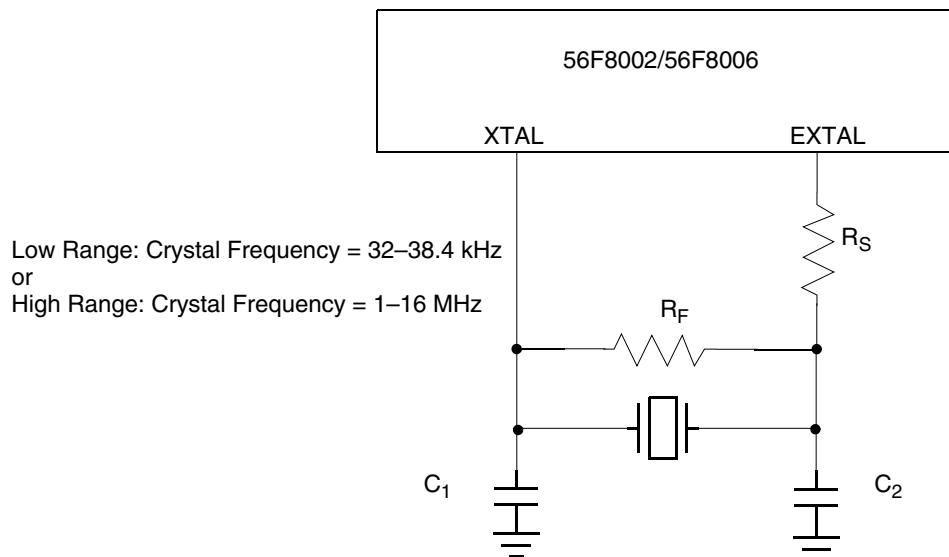 56F8002/56F8006
XTAL
EXTAL
Low Range: Crystal Frequency = 32–38.4 kHz
or
High Range: Crystal Frequency = 1–16 MHz
RS
RF
C1
C2